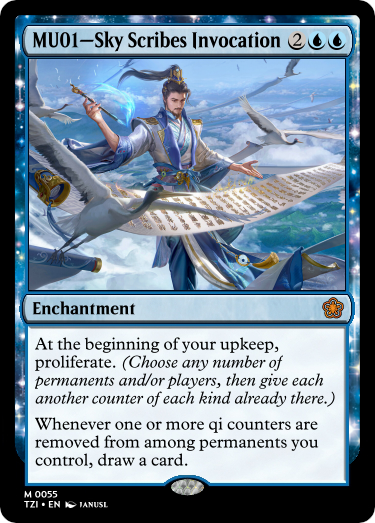 MU01—Sky Scribes Invocation 2
Enchantment
At the beginning of your upkeep,
proliferate. (Choose any number of
permanents and/or players, then give each
another counter of each kind already there.)
Whenever one or more qi counters are
removed from among permanents you
control, draw a card.
M 0055
TZI • EN JANUSL